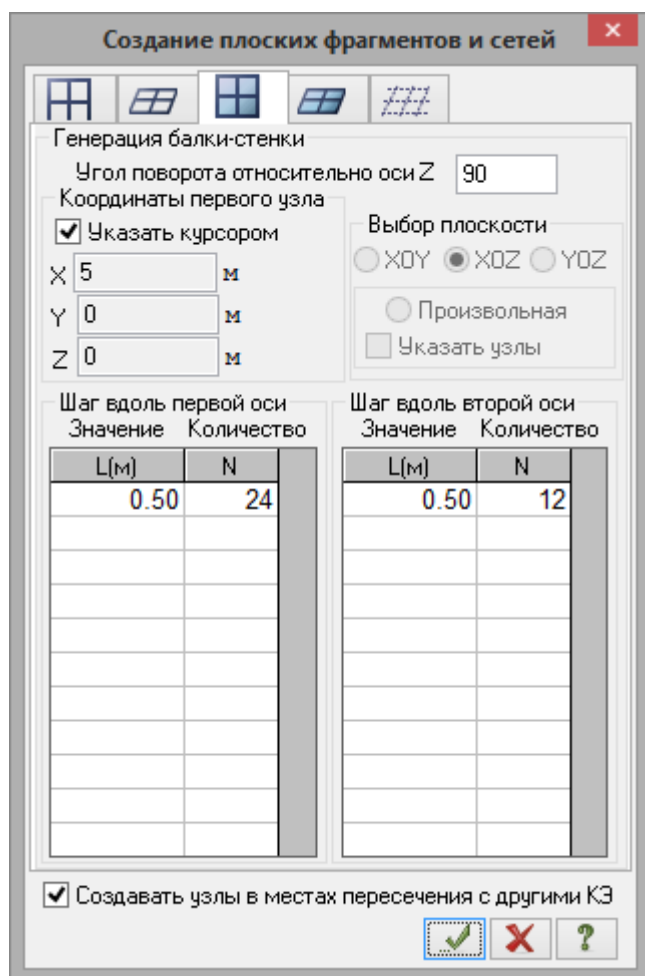 Создание плоских фрагментов и сетей
Генерация балки-стенки
Угол поворота относительно оси Z 90
Координаты первого узла
Указать курсором
X 5 м
Y 0 м
Z 0 м
Выбор плоскости
XOY XOZ YOZ
Произвольная
Указать узлы
Шаг вдоль первой оси
Значение Количество
L(м) N
0.50 24
Шаг вдоль второй оси
Значение Количество
L(м) N
0.50 12
Создавать узлы в местах пересечения с другими КЭ
?